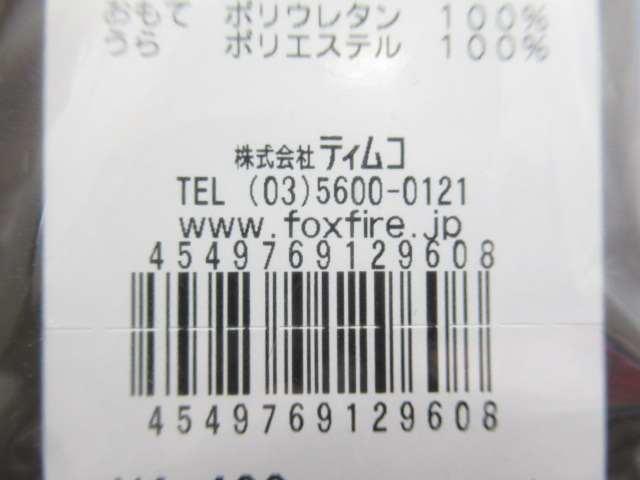 おもて ポリウレタン 100%
うら ポリエステル 100%
株式会社 ティムコ
TEL (03)5600-0121
www.foxfire.jp
4549769129608
4549769129608